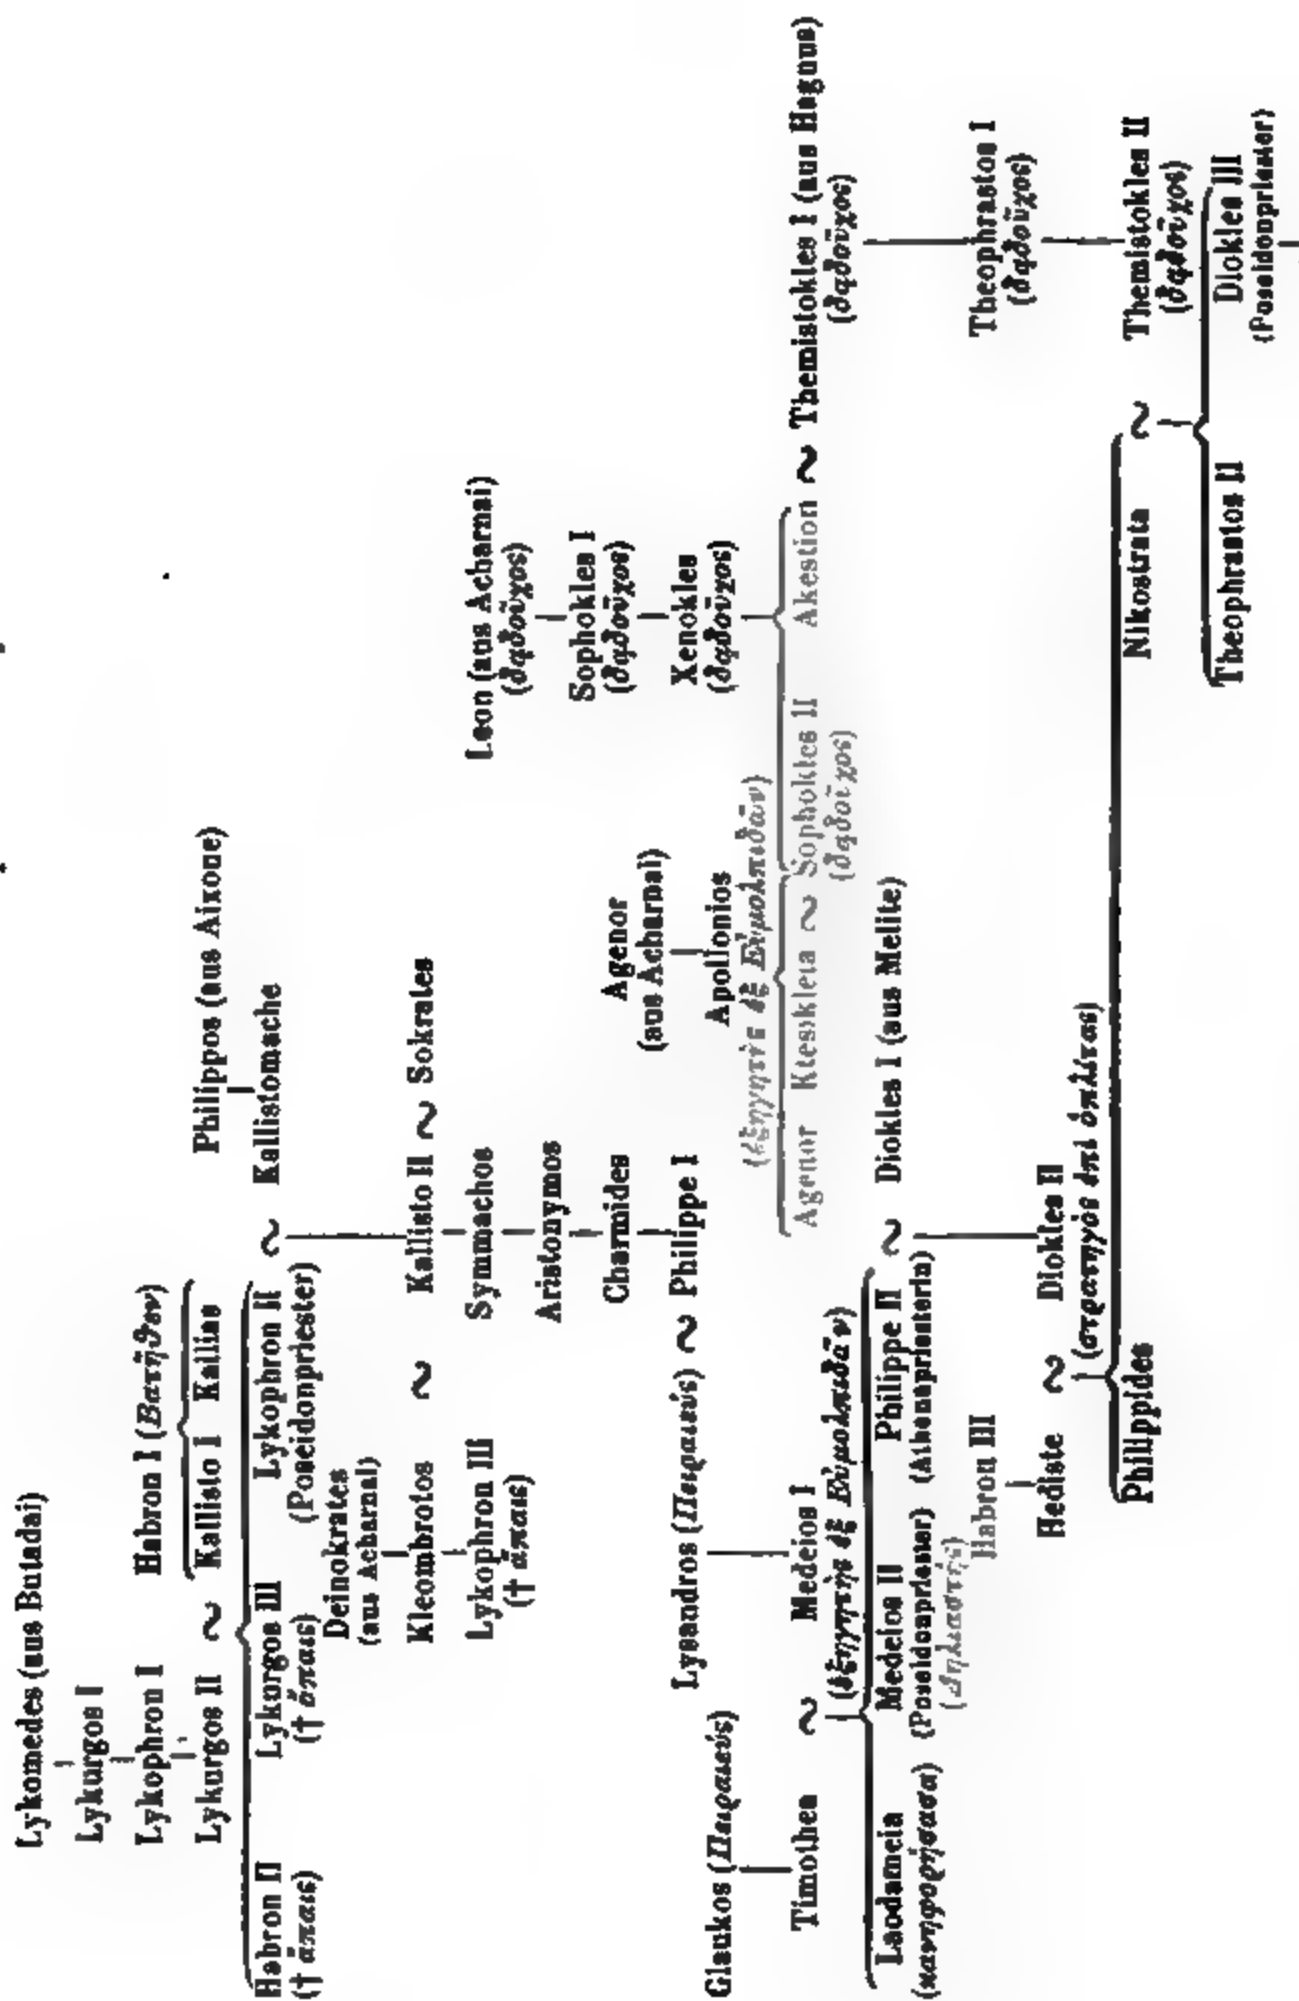 Lykomedes (aus Butadai)
Lykurgos I
Habron I (Βατῆθεν)
Lykophron I
Philippos (aus Aixone)
Lykurgos II ∾ Kallisto I Kallias
Habron II Lykurgos III Lykophron II ∾ Kallistomache
(† ἄπαις) († ἄπαις) (Poseidonpriester)
Deinokrates
(aus Acharnai)
Kleombrotos ∾ Kallisto II ∾ Sokrates
Lykophron III Symmachos
Leon (aus Acharnai)
(† ἄπαις)
(δᾳδοῦχος)
Aristonymos
Sophokles I
(δᾳδοῦχος)
Charmides
Agenor
(aus Acharnai)
Xenokles
(δᾳδοῦχος)
Lysandros (Πειραιεύς) ∾ Philippe I
Apollonios
Glaukos (Πειραιεύς)
(ἐξηγητὴς ἐξ Εὐμολπιδῶν)
Timothea ∾ Medeios I
(ἐξηγητὴς ἐξ Εὐμολπιδῶν)
Agenor Ktesikleia ∾ Sophokles II Akestion ∾ Themistokles I (aus Hagnus)
(δᾳδοῦχος) (δᾳδοῦχος)
Laodameia Medeios II Philippe II ∾ Diokles I (aus Melite)
(κανηφορήσασα) (Poseidonpriester) (Athenapriesterin)
(Δηλιαστής)
Habron III
Theophrastos I
(δᾳδοῦχος)
Hediste ∾ Diokles II
(στρατηγὸς ἐπὶ ὁπλίτας)
Philippides Nikostrata ∾ Themistokles II
(δᾳδοῦχος)
Theophrastos II Diokles III
(Poseidonpriester)